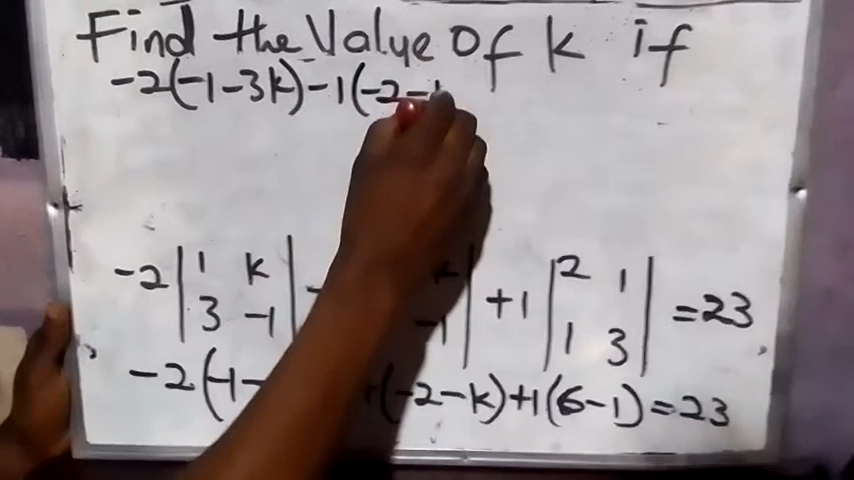 Find the Value Of k if
-2(-1-3k)-1(-2-
-2 | 1 k | - | k | +1 | 2 1 | =23
| 3 -1 | | -1 | | 1 3 |
-2(-1- (-2-k)+1(6-1)=23